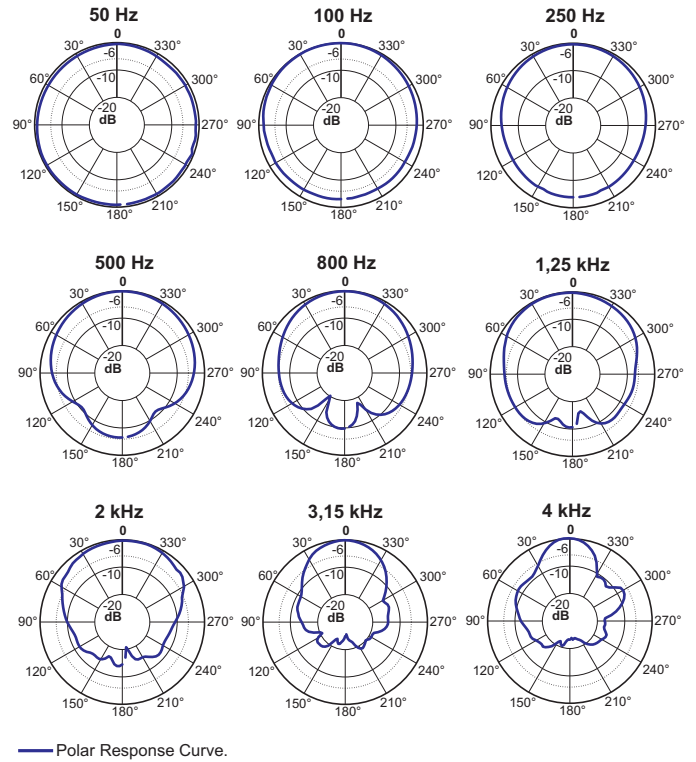 50 Hz 100 Hz 250 Hz
0 0 0
30° 330° 30° 330° 30° 330°
-6 -6 -6
60° 300° 60° 300° 60° 300°
-10 -10 -10
-20 -20 -20
dB dB dB
90° 270° 90° 270° 90° 270°
120° 240° 120° 240° 120° 240°
150° 210° 150° 210° 150° 210°
180° 180° 180°
500 Hz 800 Hz 1,25 kHz
0 0 0
30° 330° 30° 330° 30° 330°
-6 -6 -6
60° 300° 60° 300° 60° 300°
-10 -10 -10
-20 -20 -20
dB dB dB
90° 270° 90° 270° 90° 270°
120° 240° 120° 240° 120° 240°
150° 210° 150° 210° 150° 210°
180° 180° 180°
2 kHz 3,15 kHz 4 kHz
0 0 0
30° 330° 30° 330° 30° 330°
-6 -6 -6
60° 300° 60° 300° 60° 300°
-10 -10 -10
-20 -20 -20
dB dB dB
90° 270° 90° 270° 90° 270°
120° 240° 120° 240° 120° 240°
150° 210° 150° 210° 150° 210°
180° 180° 180°
Polar Response Curve.